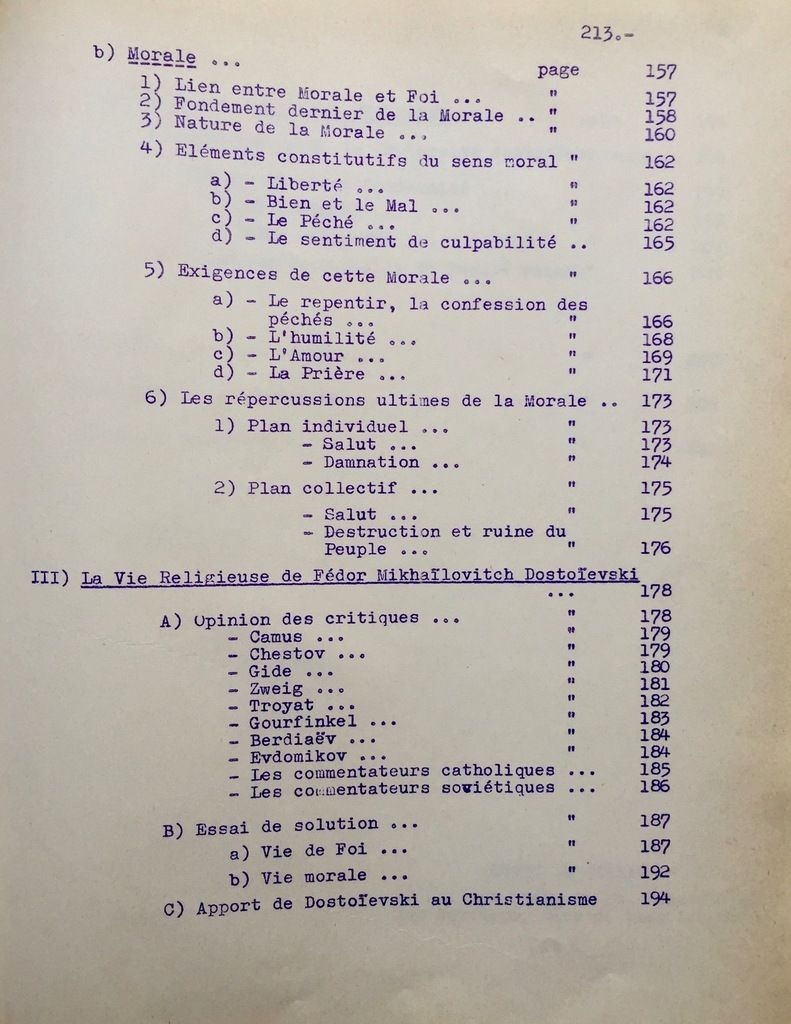 213.-
b) Morale ... page 157
1) Lien entre Morale et Foi ... " 157
2) Fondement dernier de la Morale .. " 158
3) Nature de la Morale ... " 160
4) Eléments constitutifs du sens moral " 162
a) - Liberté ... " 162
b) - Bien et le Mal ... " 162
c) - Le Péché ... " 162
d) - Le sentiment de culpabilité .. 165
5) Exigences de cette Morale ... " 166
a) - Le repentir, la confession des
péchés ... " 166
b) - L'humilité ... " 168
c) - L'Amour ... " 169
d) - La Prière ... " 171
6) Les répercussions ultimes de la Morale .. 173
1) Plan individuel ... " 173
- Salut ... " 173
- Damnation ... " 174
2) Plan collectif ... " 175
- Salut ... " 175
- Destruction et ruine du
Peuple ... " 176
III) La Vie Religieuse de Fédor Mikhaïlovitch Dostoïevski
... 178
A) Opinion des critiques ... " 178
- Camus ... " 179
- Chestov ... " 179
- Gide ... " 180
- Zweig ... " 181
- Troyat ... " 182
- Gourfinkel ... " 183
- Berdiaëv ... " 184
- Evdomikov ... " 184
- Les commentateurs catholiques ... 185
- Les commentateurs soviétiques ... 186
B) Essai de solution ... " 187
a) Vie de Foi ... " 187
b) Vie morale ... " 192
C) Apport de Dostoïevski au Christianisme 194